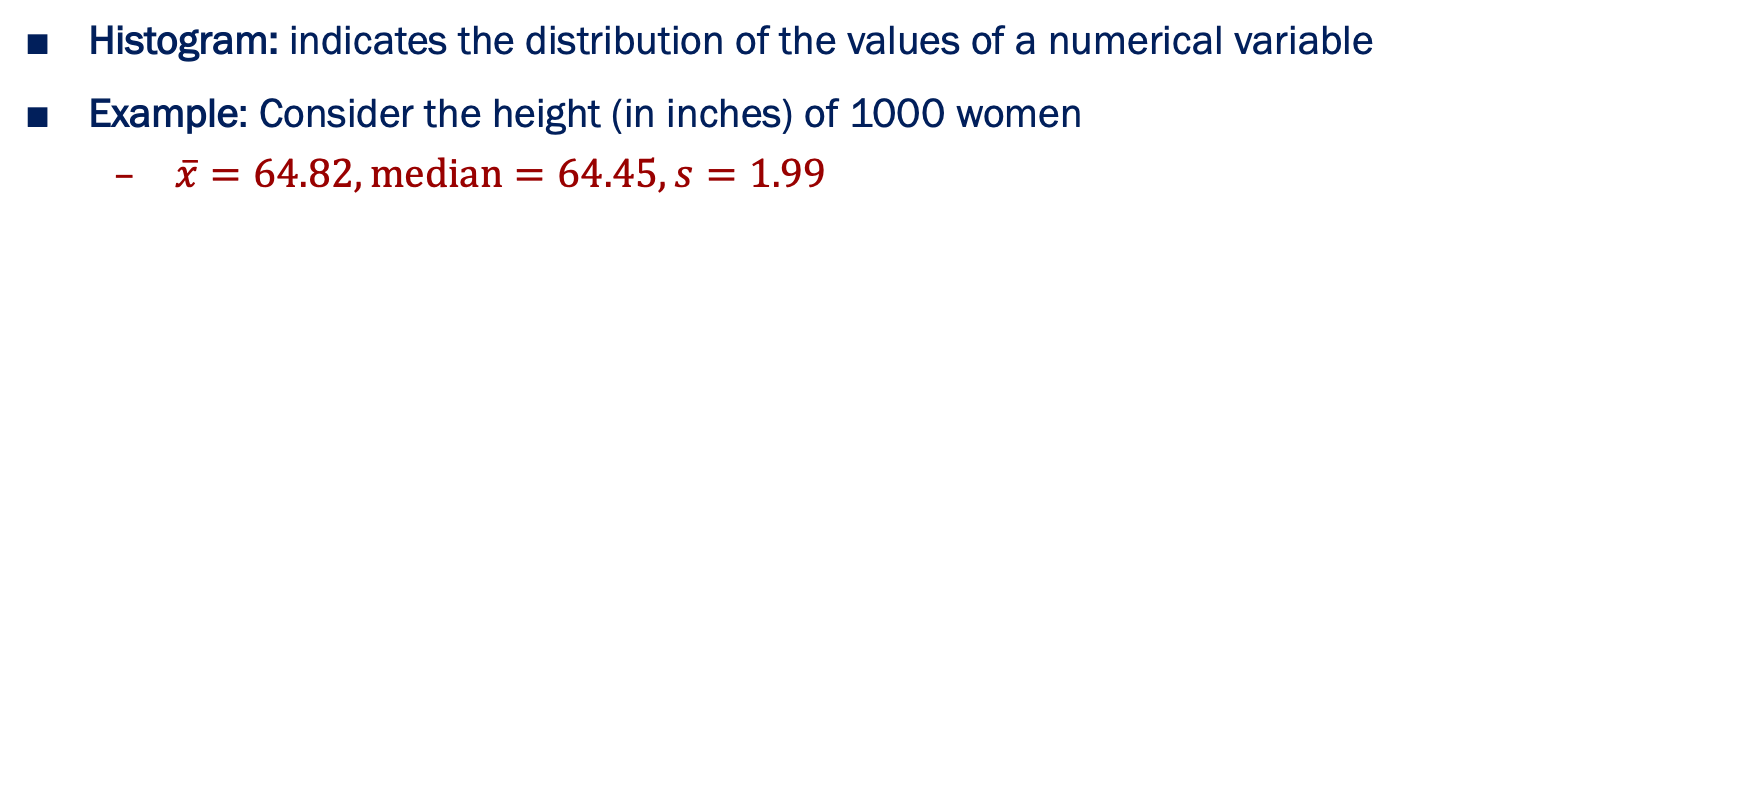 ■ Histogram: indicates the distribution of the values of a numerical variable
■ Example: Consider the height (in inches) of 1000 women
– x̄ = 64.82, median = 64.45, s = 1.99